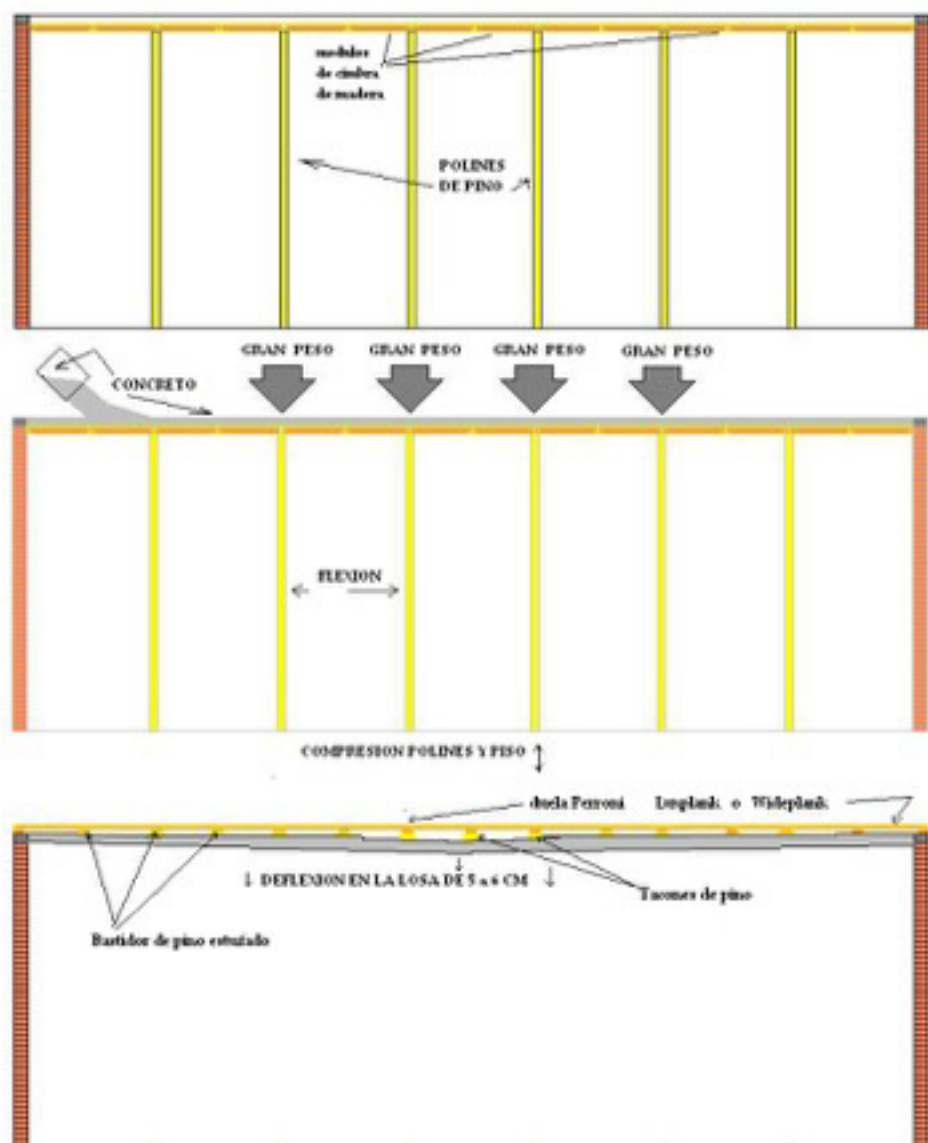 modulos
de cimbra
de madera
POLINES
DE PINO
GRAN PESO GRAN PESO GRAN PESO GRAN PESO
CONCRETO
FLEXION
COMPRESION POLINES Y PISO
duela Ferroni Losplank o Wideplank
DEFLEXION EN LA LOSA DE 5 a 6 CM
Tacones de pino
Bastidor de pino estufado